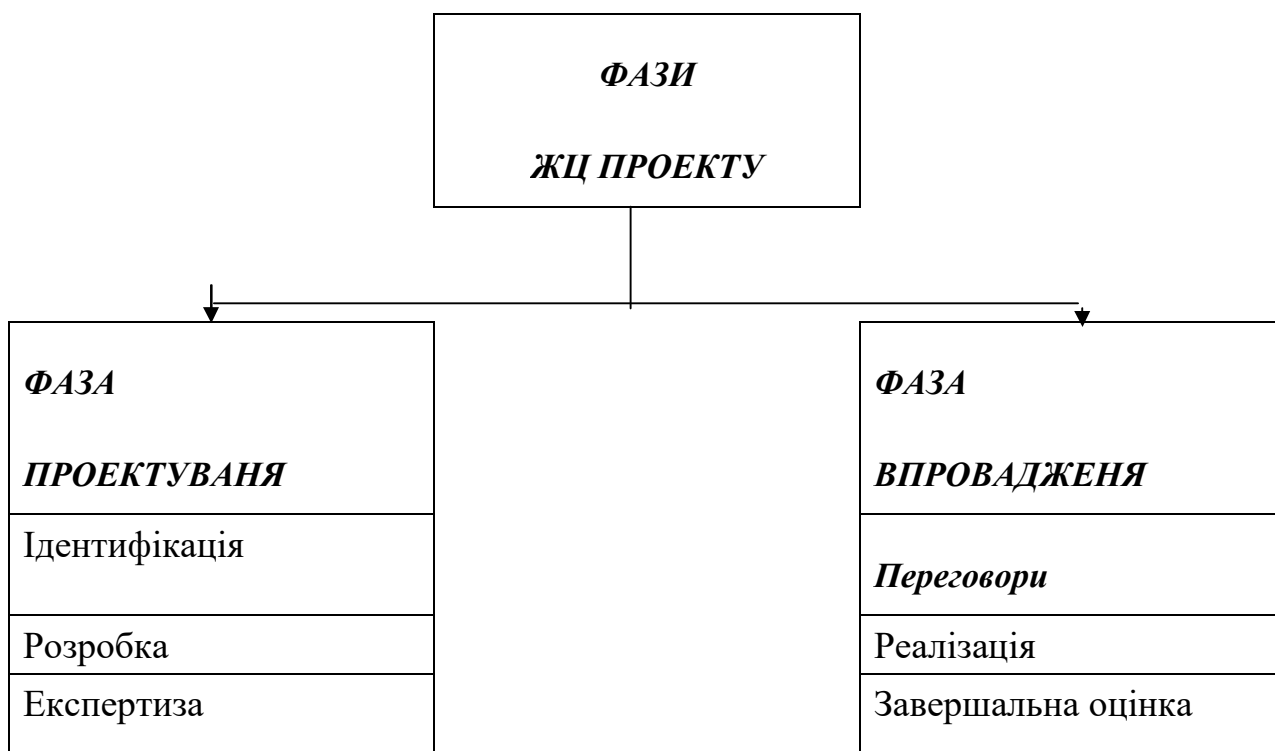 ФАЗИ
ЖЦ ПРОЕКТУ
ФАЗА
ПРОЕКТУВАНЯ
Ідентифікація
Розробка
Експертиза
ФАЗА
ВПРОВАДЖЕНЯ
Переговори
Реалізація
Завершальна оцінка